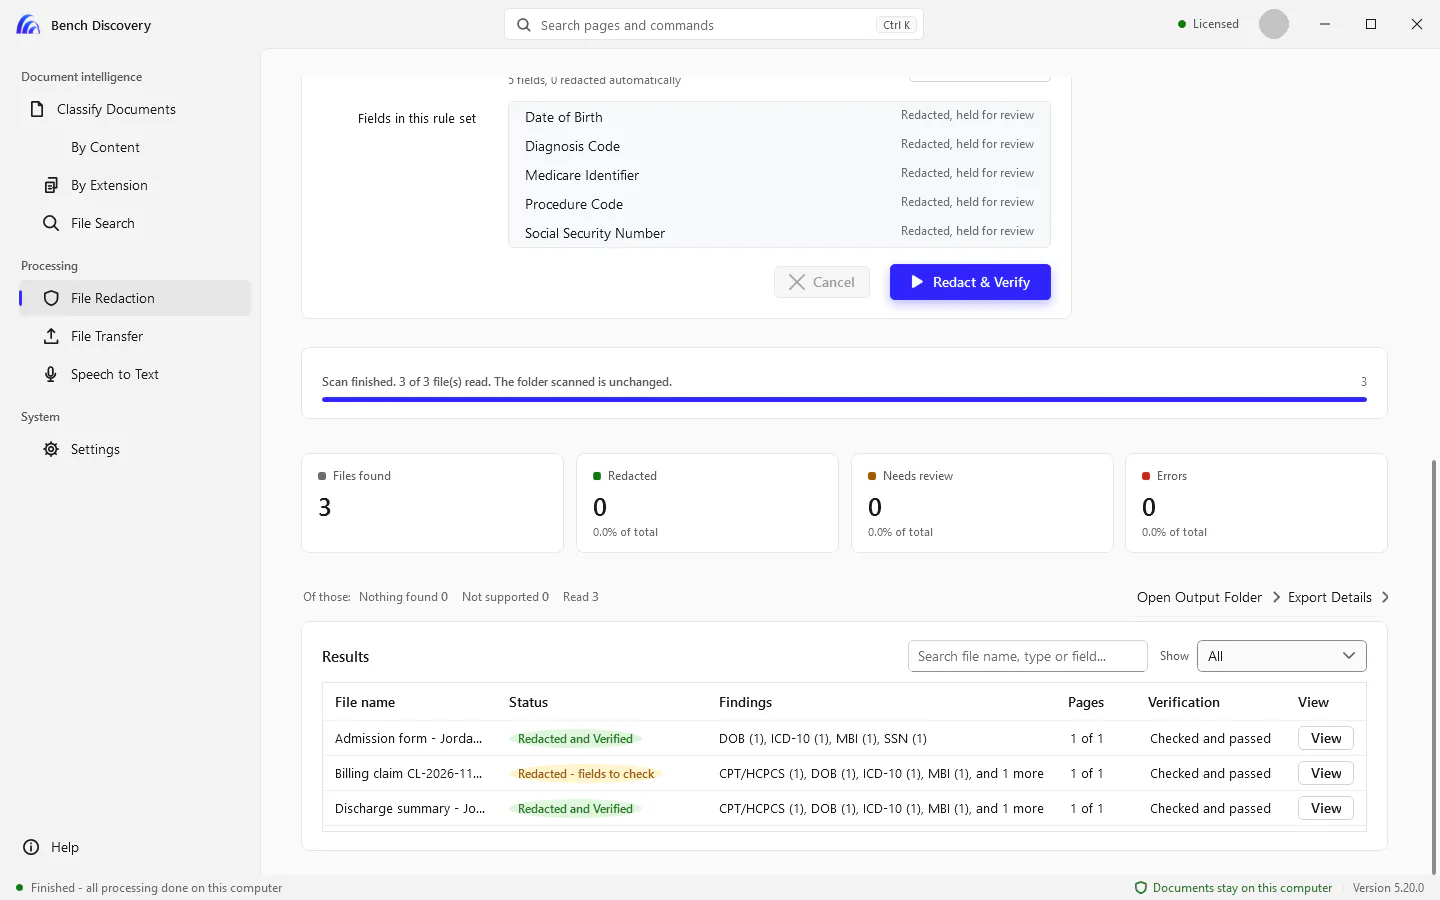 Bench Discovery
Search pages and commands
Ctrl K
Licensed
Document intelligence
Classify Documents
By Content
By Extension
File Search
Processing
File Redaction
File Transfer
Speech to Text
System
Settings
Help
5 fields, 0 redacted automatically
Fields in this rule set
Date of Birth Redacted, held for review
Diagnosis Code Redacted, held for review
Medicare Identifier Redacted, held for review
Procedure Code Redacted, held for review
Social Security Number Redacted, held for review
Cancel
Redact & Verify
Scan finished. 3 of 3 file(s) read. The folder scanned is unchanged. 3
Files found
3
Redacted
0
0.0% of total
Needs review
0
0.0% of total
Errors
0
0.0% of total
Of those: Nothing found 0 Not supported 0 Read 3
Open Output Folder
Export Details
Results
Search file name, type or field...
Show
All
File name Status Findings Pages Verification View
Admission form - Jorda... Redacted and Verified DOB (1), ICD-10 (1), MBI (1), SSN (1) 1 of 1 Checked and passed View
Billing claim CL-2026-11... Redacted - fields to check CPT/HCPCS (1), DOB (1), ICD-10 (1), MBI (1), and 1 more 1 of 1 Checked and passed View
Discharge summary - Jo... Redacted and Verified CPT/HCPCS (1), DOB (1), ICD-10 (1), MBI (1), and 1 more 1 of 1 Checked and passed View
Finished - all processing done on this computer
Documents stay on this computer
Version 5.20.0